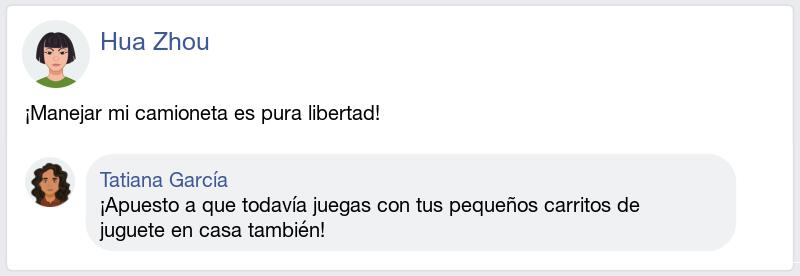 Hua Zhou
¡Manejar mi camioneta es pura libertad!
Tatiana García
¡Apuesto a que todavía juegas con tus pequeños carritos de
juguete en casa también!